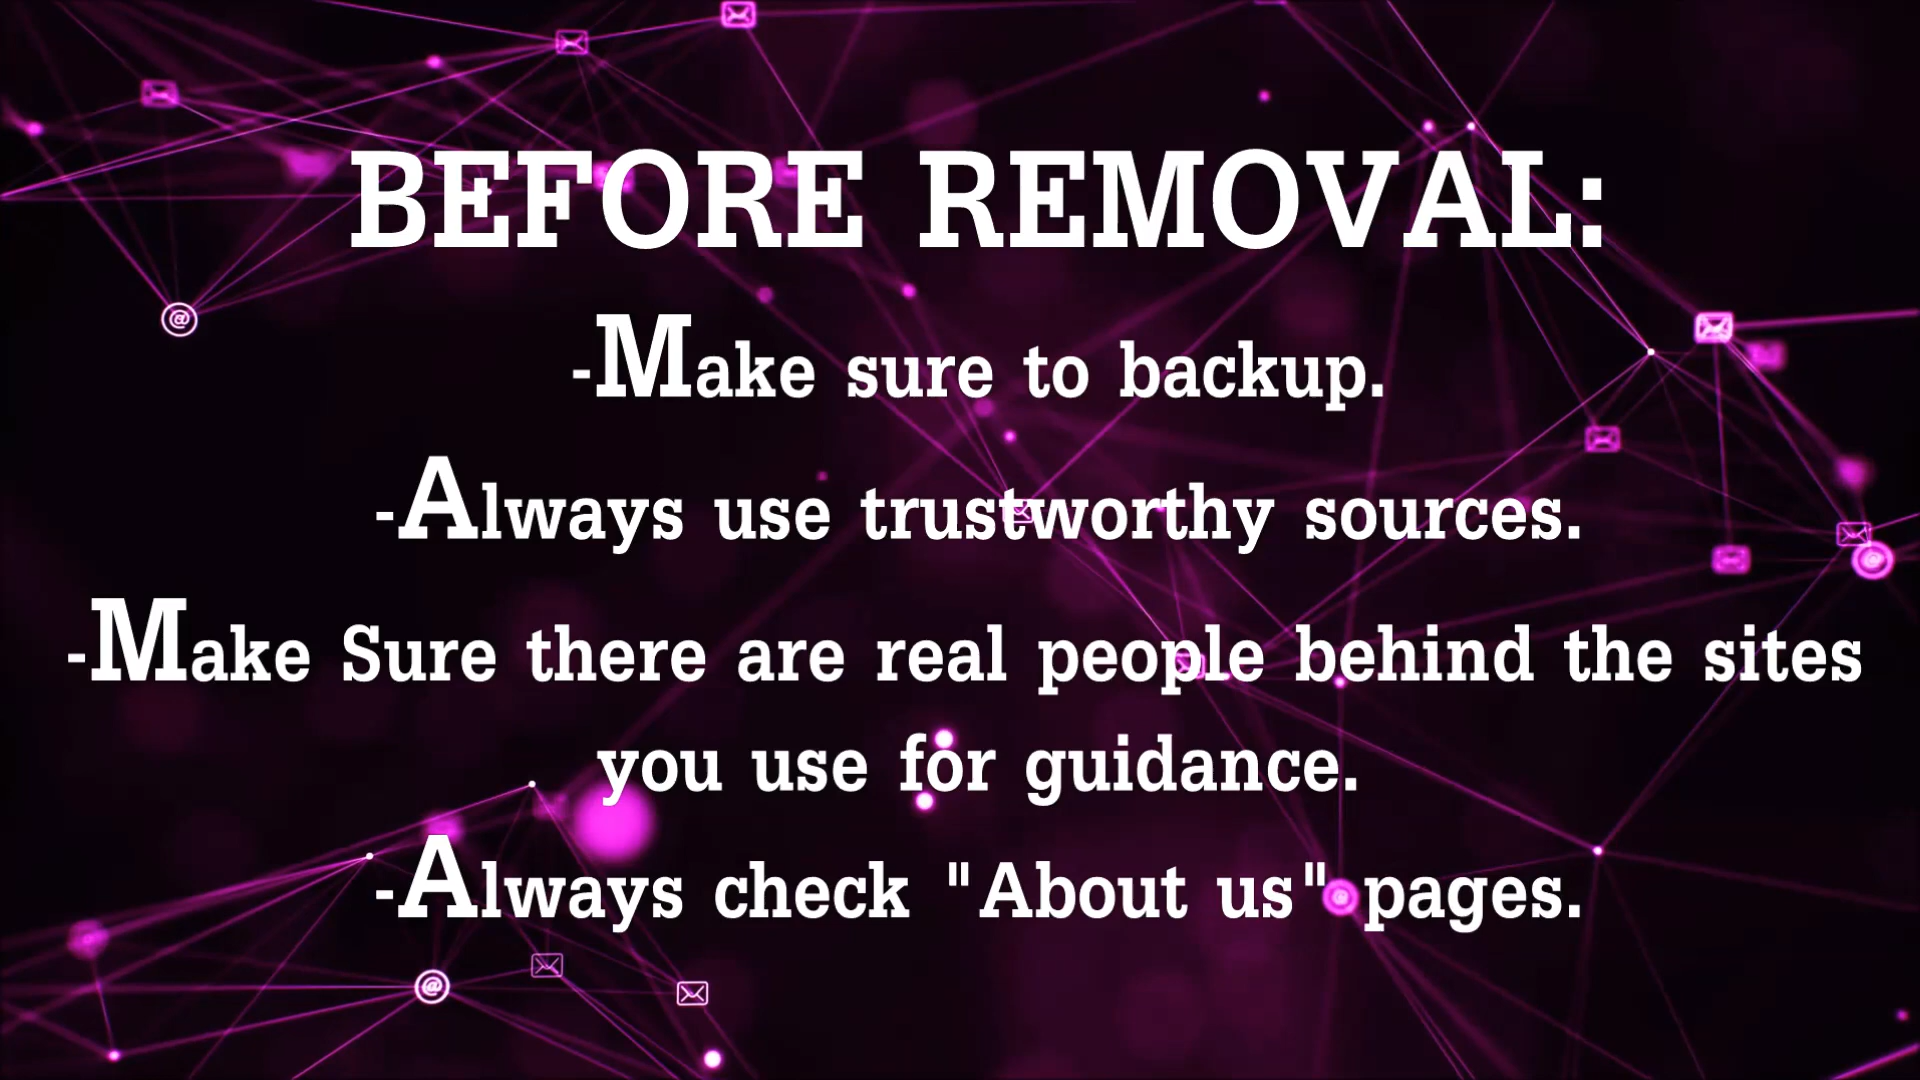 BEFORE REMOVAL:
-Make sure to backup.
-Always use trustworthy sources.
-Make Sure there are real people behind the sites
you use for guidance.
-Always check "About us" pages.